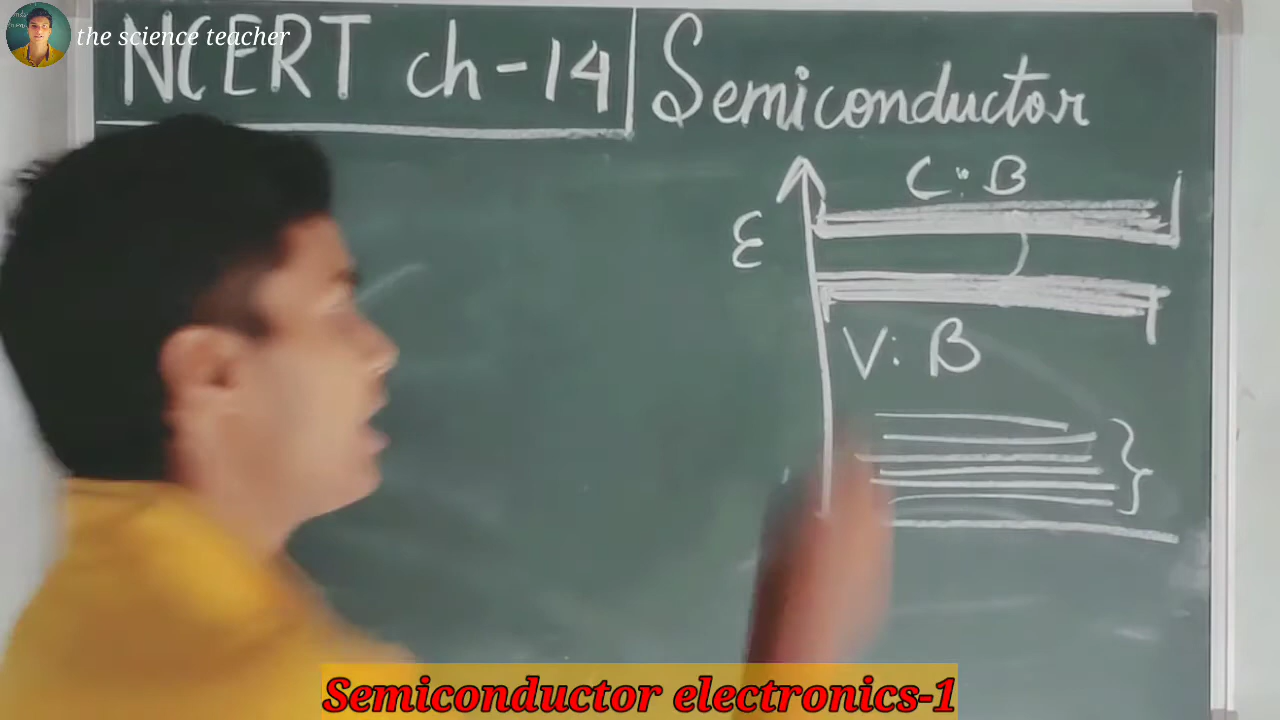 the science teacher
NCERT ch-14
Semiconductor
C:B
E
V:B
Semiconductor electronics-1